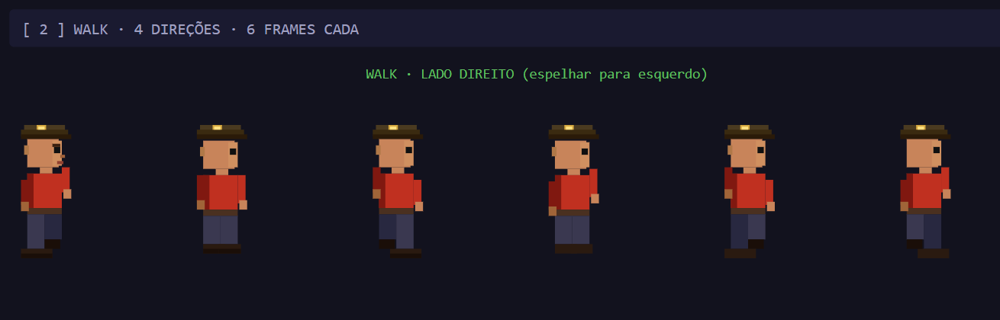 [ 2 ] WALK · 4 DIREÇÕES · 6 FRAMES CADA
WALK · LADO DIREITO (espelhar para esquerdo)